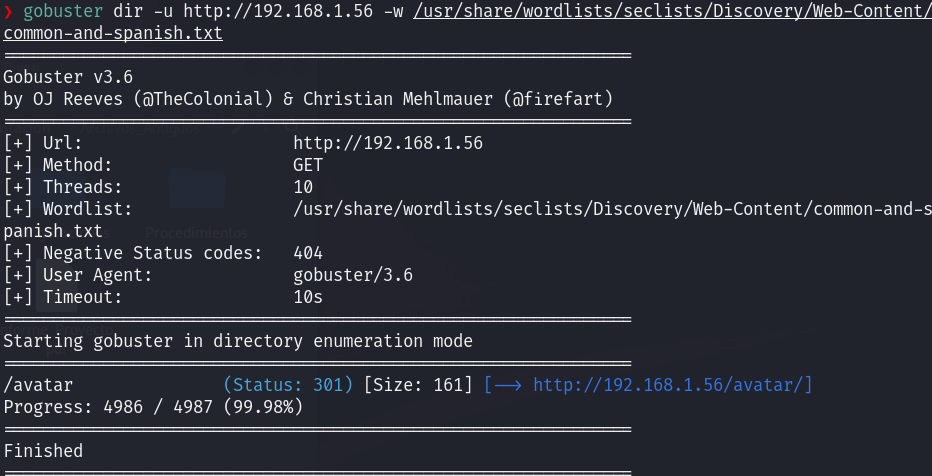 ❯ gobuster dir -u http://192.168.1.56 -w /usr/share/wordlists/seclists/Discovery/Web-Content/
common-and-spanish.txt
===============================================================
Gobuster v3.6
by OJ Reeves (@TheColonial) & Christian Mehlmauer (@firefart)
===============================================================
[+] Url:                     http://192.168.1.56
[+] Method:                  GET
[+] Threads:                 10
[+] Wordlist:                /usr/share/wordlists/seclists/Discovery/Web-Content/common-and-s
panish.txt
[+] Negative Status codes:   404
[+] User Agent:              gobuster/3.6
[+] Timeout:                 10s
===============================================================
Starting gobuster in directory enumeration mode
===============================================================
/avatar               (Status: 301) [Size: 161] [--> http://192.168.1.56/avatar/]
Progress: 4986 / 4987 (99.98%)
===============================================================
Finished
===============================================================
Procedimientos